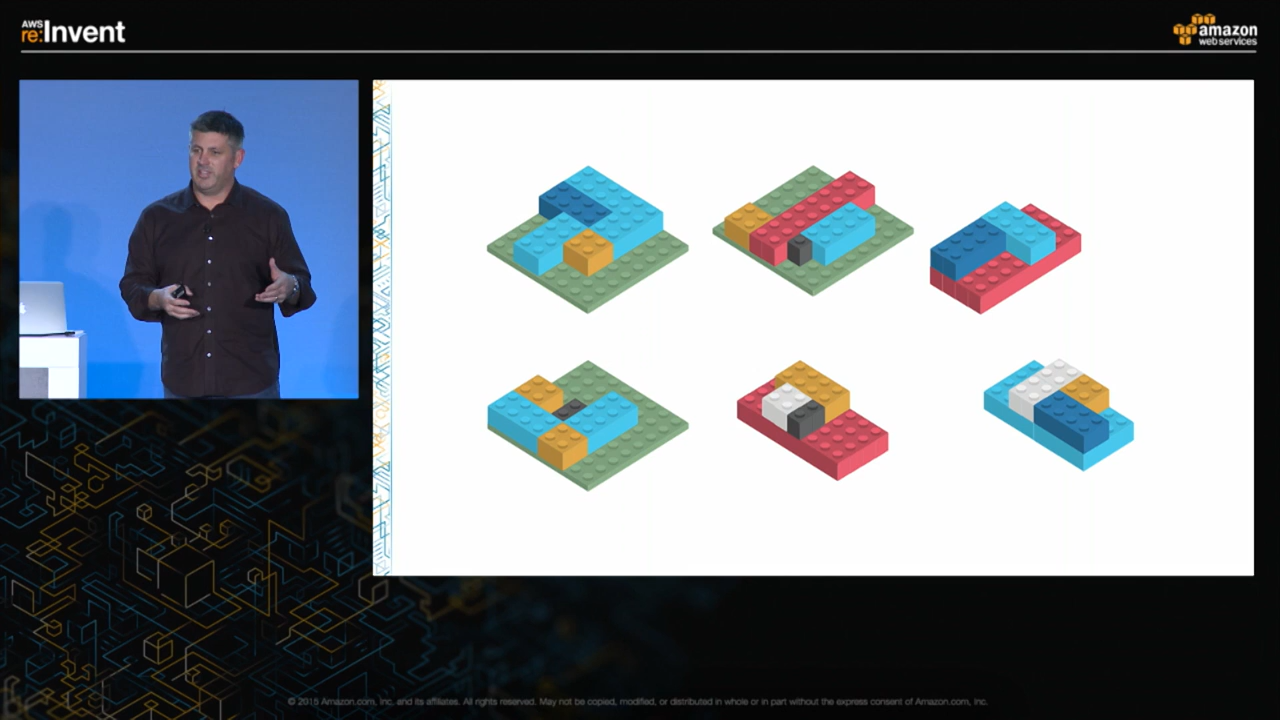 AWS
re:Invent
amazon
web services
© 2015 Amazon.com, Inc. and its affiliates. All rights reserved. May not be copied, modified, or distributed in whole or in part without the express consent of Amazon.com, Inc.